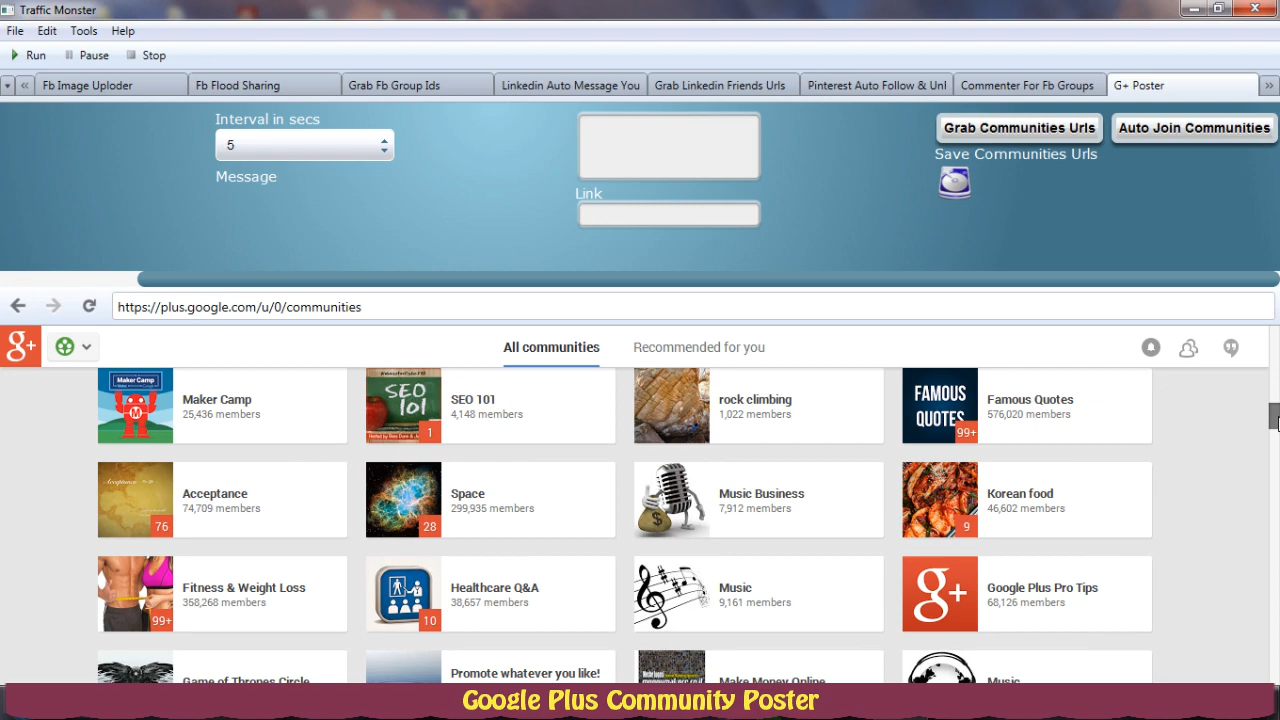 Traffic Monster
File Edit Tools Help
Run Pause Stop
Fb Image Uploder Fb Flood Sharing Grab Fb Group Ids Linkedin Auto Message You Grab Linkedin Friends Urls Pinterest Auto Follow & Unl Commenter For Fb Groups G+ Poster
Interval in secs
5
Message
Link
Grab Communities Urls Auto Join Communities
Save Communities Urls
https://plus.google.com/u/0/communities
g+ All communities Recommended for you
Maker Camp
Maker Camp
25,436 members
SEO
101
1
SEO 101
4,148 members
rock climbing
1,022 members
FAMOUS
QUOTES
99+
Famous Quotes
576,020 members
Acceptance
76
Acceptance
74,709 members
28
Space
299,935 members
$
Music Business
7,912 members
9
Korean food
46,602 members
99+
Fitness & Weight Loss
358,268 members
10
Healthcare Q&A
38,657 members
Music
9,161 members
g+
Google Plus Pro Tips
68,126 members
Game of Thrones Circle
Promote whatever you like!
Make Money Online
Music
Google Plus Community Poster